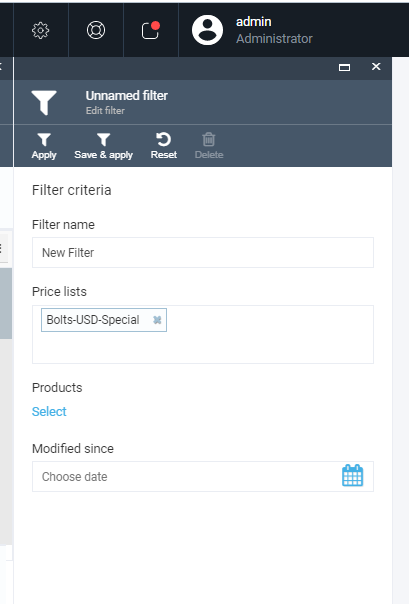 admin
Administrator
Unnamed filter
Edit filter
Apply
Save & apply
Reset
Delete
Filter criteria
Filter name
New Filter
Price lists
Bolts-USD-Special
Products
Select
Modified since
Choose date